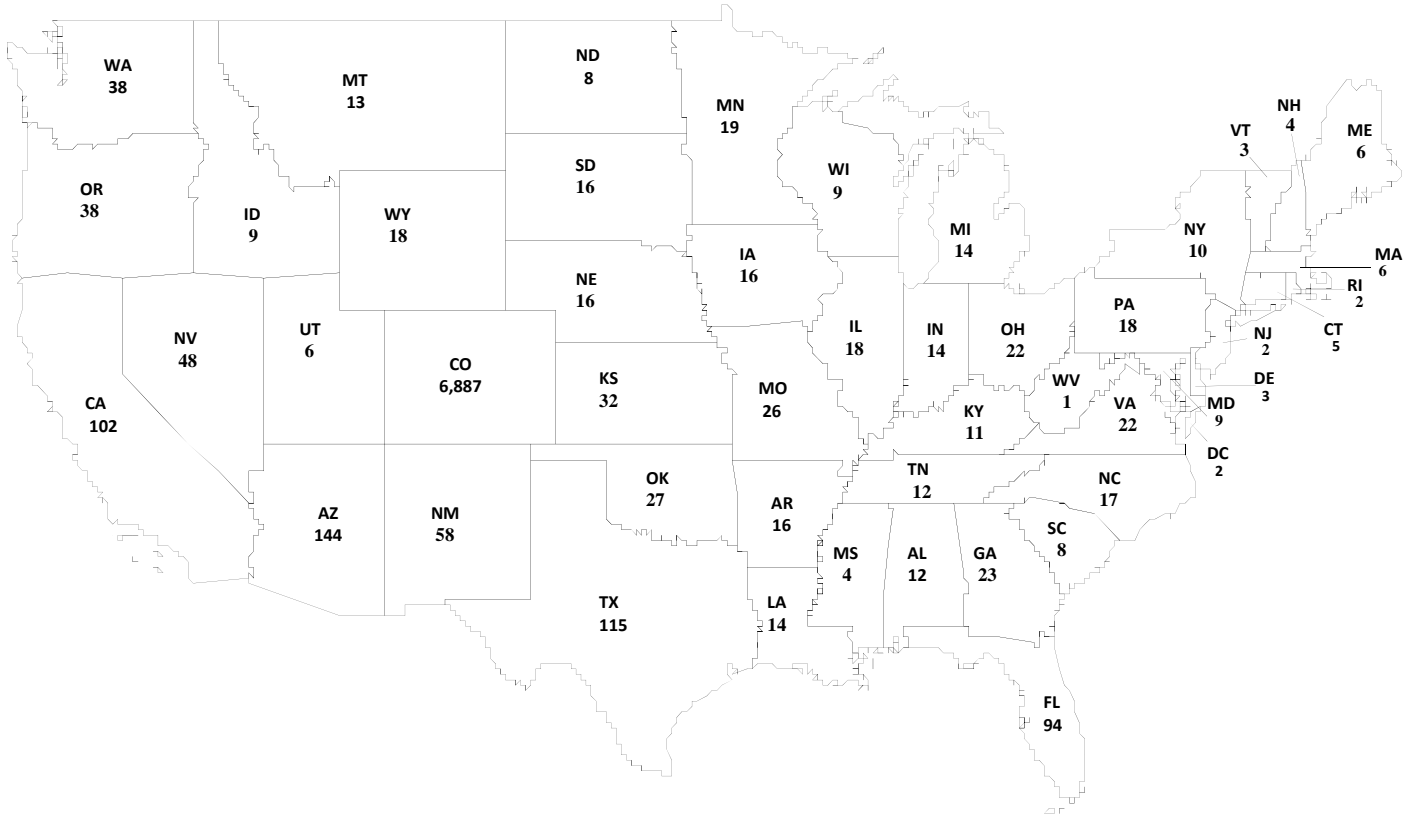 WA
38
MT
13
ND
8
MN
19
NH
4
VT
3
ME
6
OR
38
ID
9
WY
18
SD
16
WI
9
MI
14
NY
10
MA
6
RI
2
CT
5
NE
16
IA
16
PA
18
NJ
2
NV
48
UT
6
CO
6,887
KS
32
MO
26
IL
18
IN
14
OH
22
WV
1
VA
22
DE
3
MD
9
DC
2
CA
102
KY
11
TN
12
NC
17
AZ
144
NM
58
OK
27
AR
16
MS
4
AL
12
GA
23
SC
8
TX
115
LA
14
FL
94